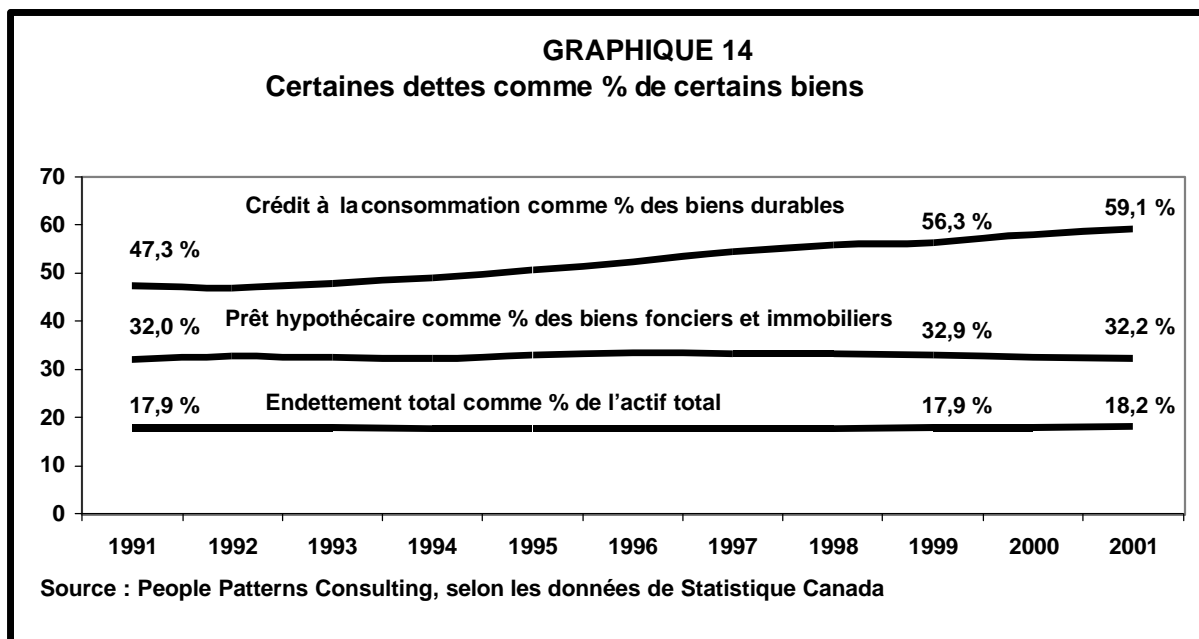 GRAPHIQUE 14
Certaines dettes comme % de certains biens
70
60
50
40
30
20
10
0
Crédit à la consommation comme % des biens durables
47,3 %
56,3 %
59,1 %
Prêt hypothécaire comme % des biens fonciers et immobiliers
32,0 %
32,9 %
32,2 %
Endettement total comme % de l'actif total
17,9 %
17,9 %
18,2 %
1991 1992 1993 1994 1995 1996 1997 1998 1999 2000 2001
Source : People Patterns Consulting, selon les données de Statistique Canada